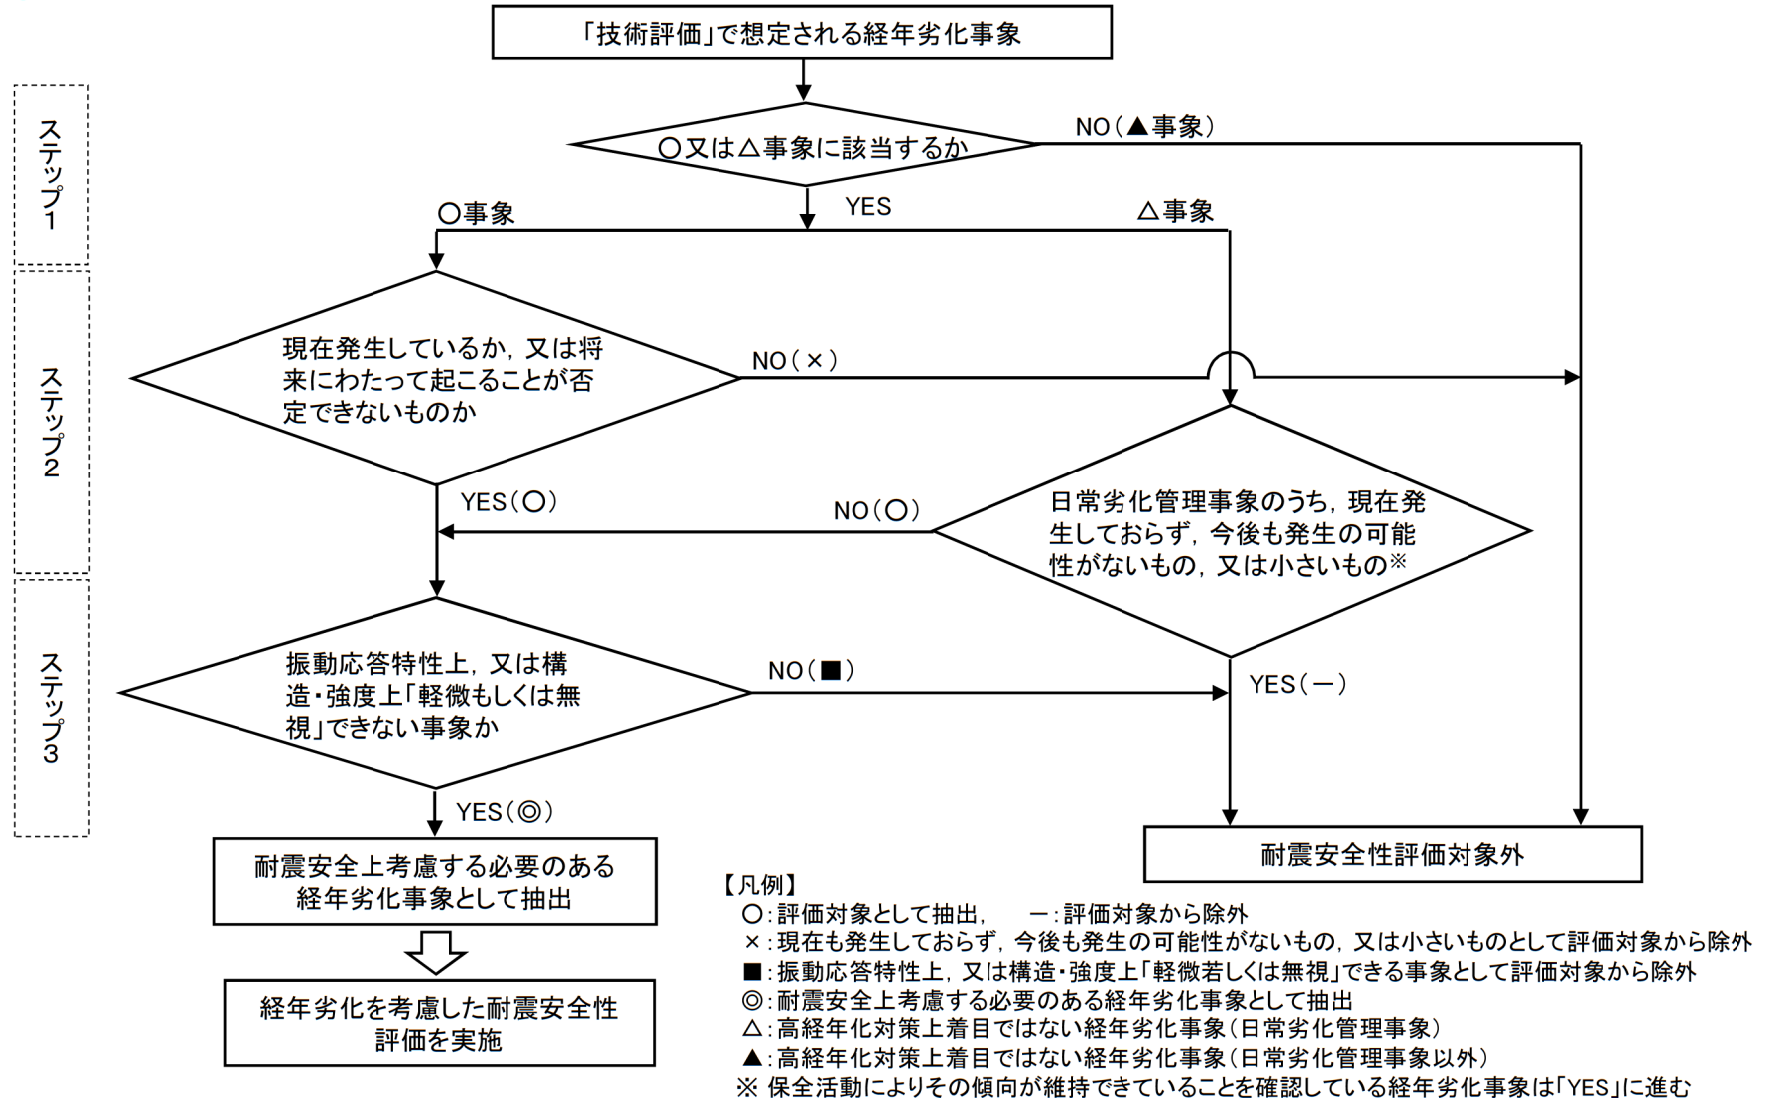 「技術評価」で想定される経年劣化事象
ステップ1
○又は△事象に該当するか
NO(▲事象)
YES
○事象
△事象
ステップ2
現在発生しているか，又は将
来にわたって起こることが否
定できないものか
NO(×)
YES(○)
NO(○)
日常劣化管理事象のうち，現在発
生しておらず，今後も発生の可能
性がないもの，又は小さいもの※
ステップ3
振動応答特性上，又は構
造・強度上「軽微もしくは無
視」できない事象か
NO(■)
YES(－)
YES(◎)
耐震安全上考慮する必要のある
経年劣化事象として抽出
耐震安全性評価対象外
経年劣化を考慮した耐震安全性
評価を実施
【凡例】
○：評価対象として抽出，　－：評価対象から除外
×：現在も発生しておらず，今後も発生の可能性がないもの，又は小さいものとして評価対象から除外
■：振動応答特性上，又は構造・強度上「軽微若しくは無視」できる事象として評価対象から除外
◎：耐震安全上考慮する必要のある経年劣化事象として抽出
△：高経年化対策上着目ではない経年劣化事象(日常劣化管理事象)
▲：高経年化対策上着目ではない経年劣化事象(日常劣化管理事象以外)
※ 保全活動によりその傾向が維持できていることを確認している経年劣化事象は「YES」に進む